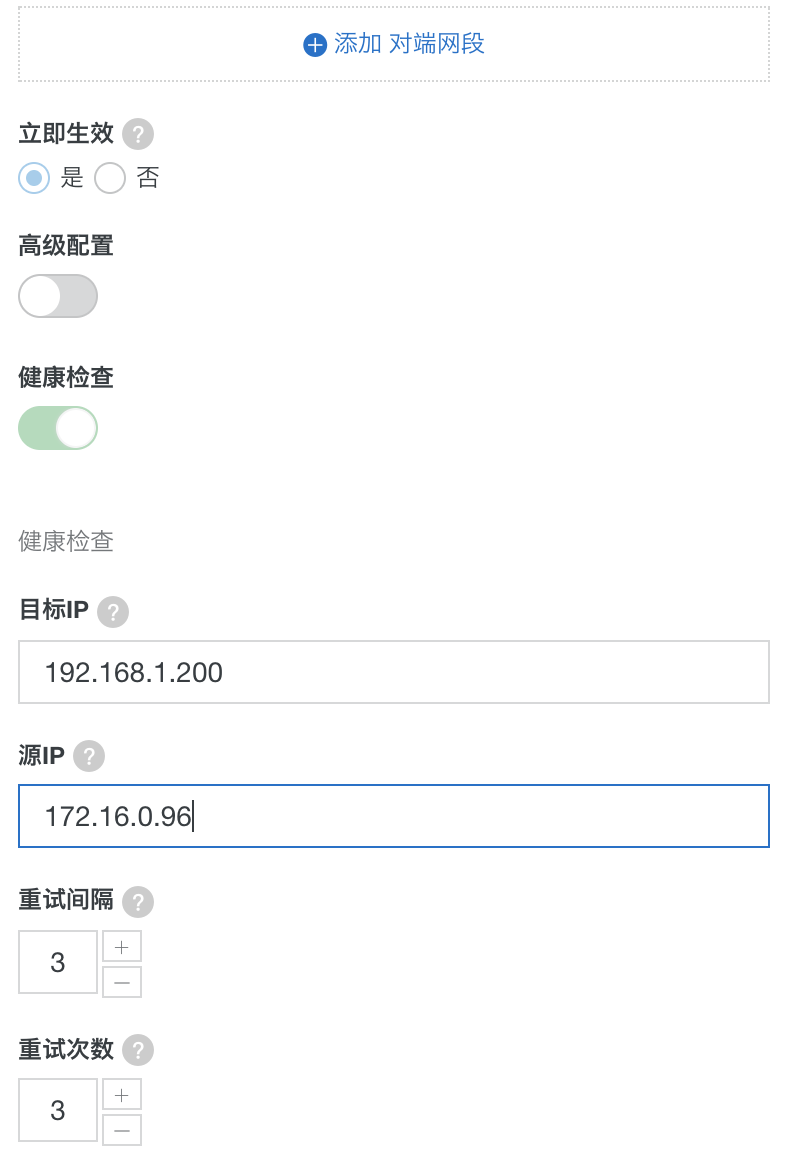 添加 对端网段
立即生效 ?
是 否
高级配置
健康检查
健康检查
目标IP ?
192.168.1.200
源IP ?
172.16.0.96
重试间隔 ?
3
重试次数 ?
3